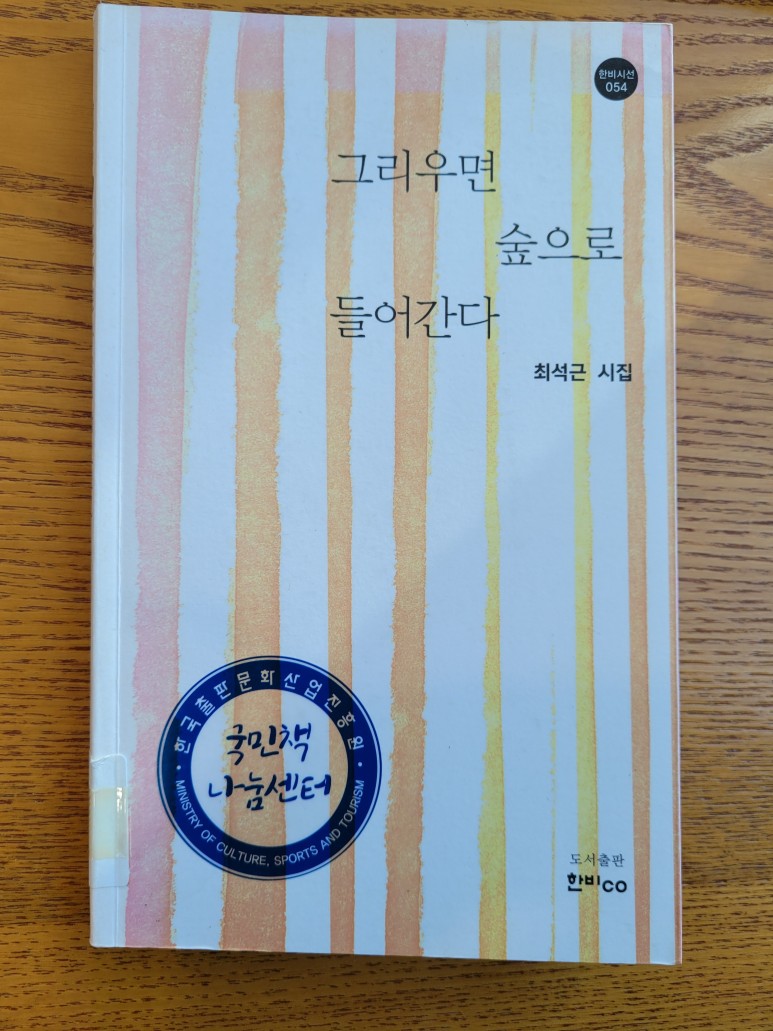 한비시선
054
그리우면
숲으로
들어간다
최석근 시집
한국출판문화산업진흥원
국민책
나눔센터
MINISTRY OF CULTURE, SPORTS AND TOURISM
도서출판
한비CO